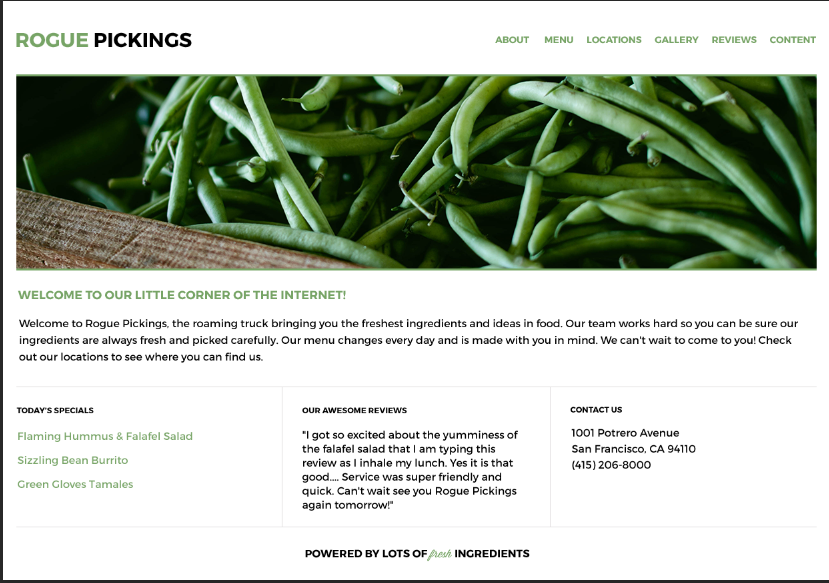 ROGUE PICKINGS
ABOUT MENU LOCATIONS GALLERY REVIEWS CONTENT
WELCOME TO OUR LITTLE CORNER OF THE INTERNET!
Welcome to Rogue Pickings, the roaming truck bringing you the freshest ingredients and ideas in food. Our team works hard so you can be sure our
ingredients are always fresh and picked carefully. Our menu changes every day and is made with you in mind. We can't wait to come to you! Check
out our locations to see where you can find us.
TODAY'S SPECIALS
Flaming Hummus & Falafel Salad
Sizzling Bean Burrito
Green Gloves Tamales
OUR AWESOME REVIEWS
"I got so excited about the yumminess of
the falafel salad that I am typing this
review as I inhale my lunch. Yes it is that
good.... Service was super friendly and
quick. Can't wait see you Rogue Pickings
again tomorrow!"
CONTACT US
1001 Potrero Avenue
San Francisco, CA 94110
(415) 206-8000
POWERED BY LOTS OF fresh INGREDIENTS